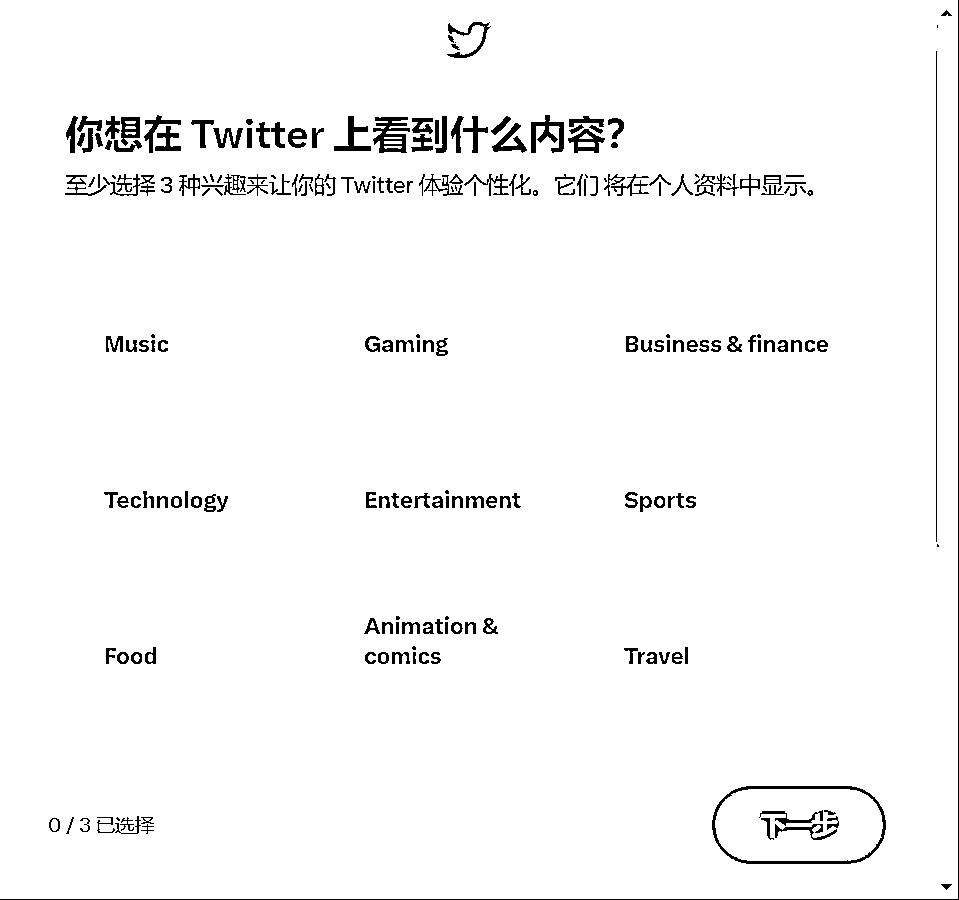 你想在 Twitter 上看到什么内容？
至少选择 3 种兴趣来让你的 Twitter 体验个性化。它们 将在个人资料中显示。
Music
Gaming
Business & finance
Technology
Entertainment
Sports
Food
Animation &
comics
Travel
0 / 3 已选择
下一步